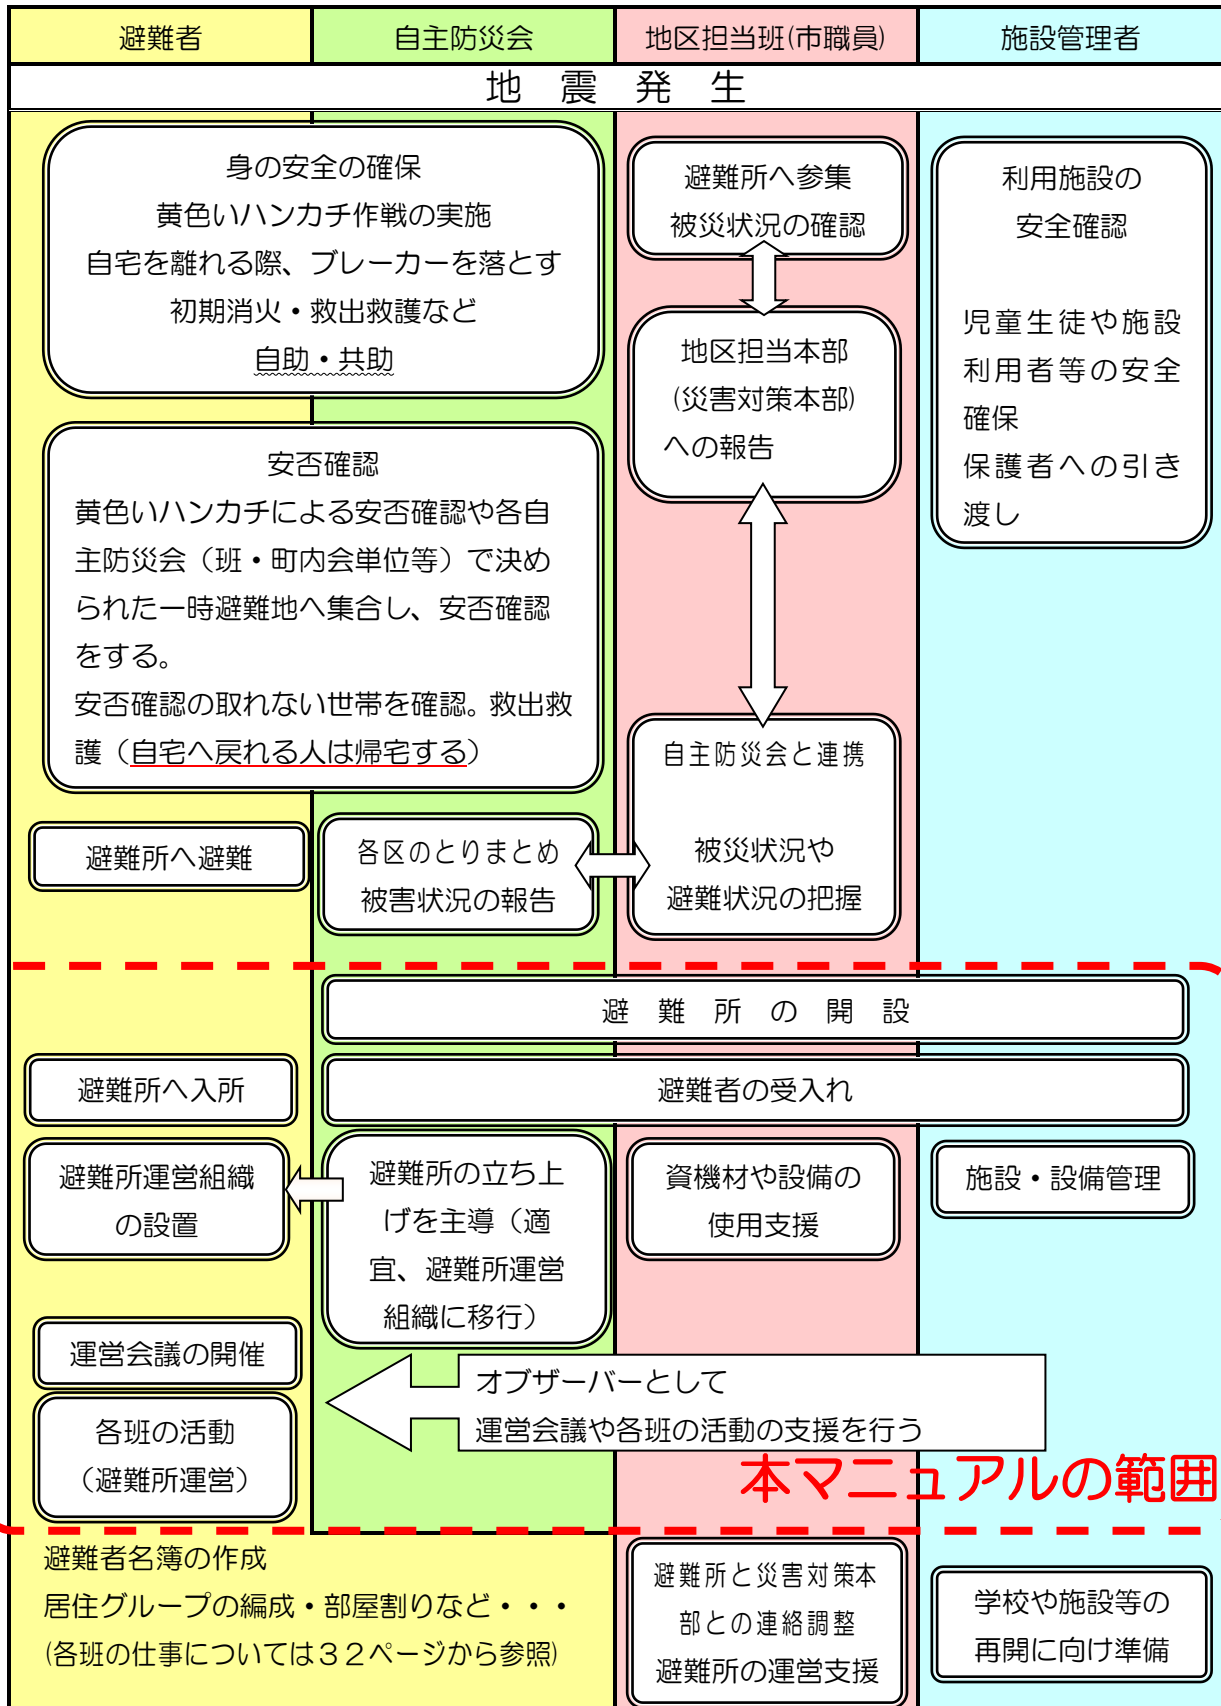 避難者
自主防災会
地区担当班(市職員)
施設管理者
地 震 発 生
身の安全の確保
黄色いハンカチ作戦の実施
自宅を離れる際、ブレーカーを落とす
初期消火・救出救護など
自助・共助
避難所へ参集
被災状況の確認
利用施設の
安全確認
児童生徒や施設
利用者等の安全
確保
保護者への引き
渡し
地区担当本部
(災害対策本部)
への報告
安否確認
黄色いハンカチによる安否確認や各自
主防災会（班・町内会単位等）で決め
られた一時避難地へ集合し、安否確認
をする。
安否確認の取れない世帯を確認。救出救
護（自宅へ戻れる人は帰宅する）
自主防災会と連携
被災状況や
避難状況の把握
避難所へ避難
各区のとりまとめ
被害状況の報告
避 難 所 の 開 設
避難所へ入所
避難者の受入れ
避難所運営組織
の設置
避難所の立ち上
げを主導（適
宜、避難所運営
組織に移行）
資機材や設備の
使用支援
施設・設備管理
運営会議の開催
オブザーバーとして
運営会議や各班の活動の支援を行う
各班の活動
（避難所運営）
本マニュアルの範囲
避難者名簿の作成
居住グループの編成・部屋割りなど・・・
(各班の仕事については３２ページから参照)
避難所と災害対策本
部との連絡調整
避難所の運営支援
学校や施設等の
再開に向け準備